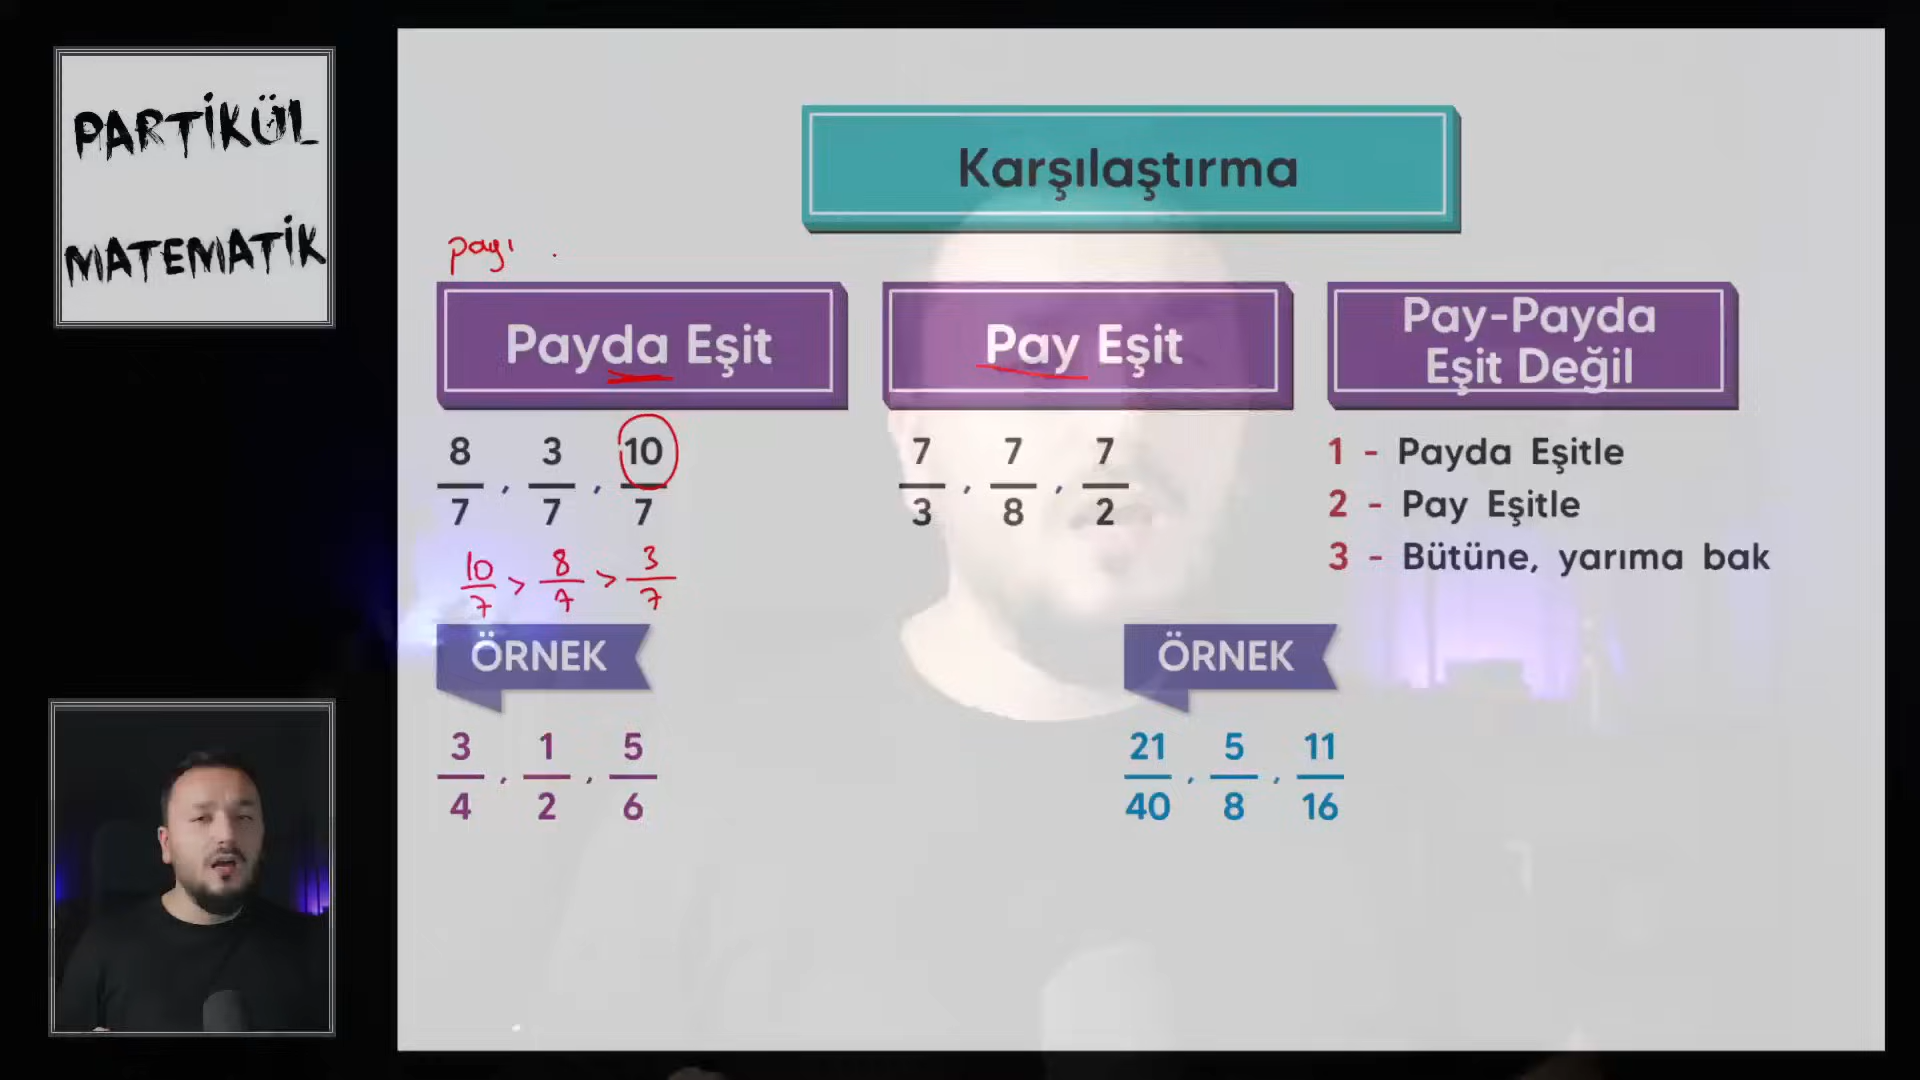 PARTİKÜL
MATEMATİK
Karşılaştırma
payı .
Payda Eşit
8/7 , 3/7 , 10/7
10/7 > 8/7 > 3/7
Pay Eşit
7/3 , 7/8 , 7/2
Pay-Payda
Eşit Değil
1 - Payda Eşitle
2 - Pay Eşitle
3 - Bütüne, yarıma bak
ÖRNEK
3/4 , 1/2 , 5/6
ÖRNEK
21/40 , 5/8 , 11/16